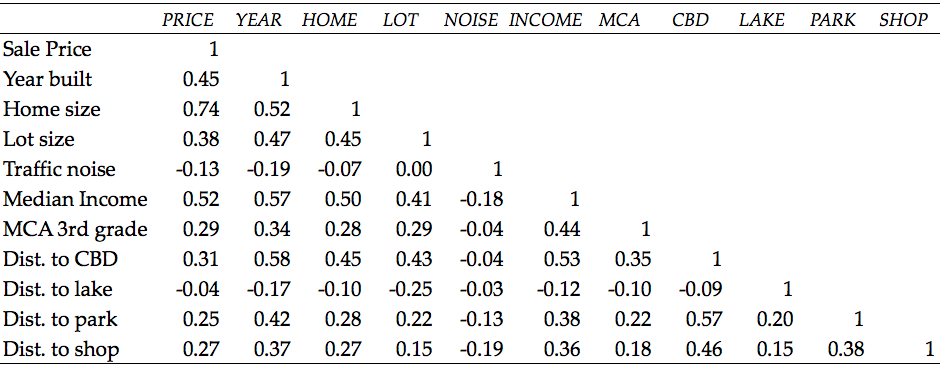 PRICE YEAR HOME LOT NOISE INCOME MCA CBD LAKE PARK SHOP
Sale Price 1
Year built 0.45 1
Home size 0.74 0.52 1
Lot size 0.38 0.47 0.45 1
Traffic noise -0.13 -0.19 -0.07 0.00 1
Median Income 0.52 0.57 0.50 0.41 -0.18 1
MCA 3rd grade 0.29 0.34 0.28 0.29 -0.04 0.44 1
Dist. to CBD 0.31 0.58 0.45 0.43 -0.04 0.53 0.35 1
Dist. to lake -0.04 -0.17 -0.10 -0.25 -0.03 -0.12 -0.10 -0.09 1
Dist. to park 0.25 0.42 0.28 0.22 -0.13 0.38 0.22 0.57 0.20 1
Dist. to shop 0.27 0.37 0.27 0.15 -0.19 0.36 0.18 0.46 0.15 0.38 1